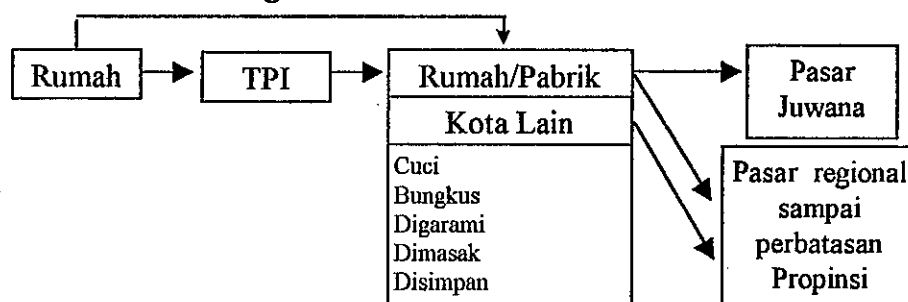 Rumah
TPI
Rumah/Pabrik
Kota Lain
Cuci
Bungkus
Digarami
Dimasak
Disimpan
Pasar
Juwana
Pasar regional
sampai
perbatasan
Propinsi